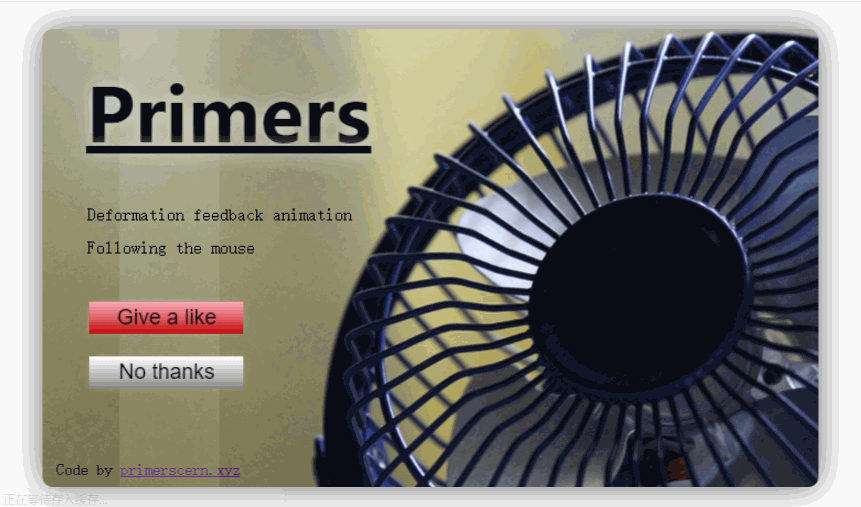 Primers
Deformation feedback animation
Following the mouse
Give a like
No thanks
Code by primerscern.xyz
正在等待存入缓存...